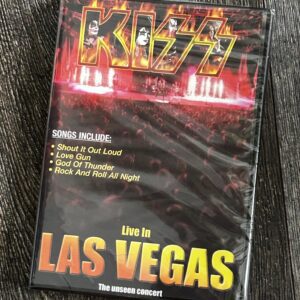 KISS
SONGS INCLUDE:
• Shout It Out Loud
• Love Gun
• God Of Thunder
• Rock And Roll All Night
Live In
LAS VEGAS
The unseen concert